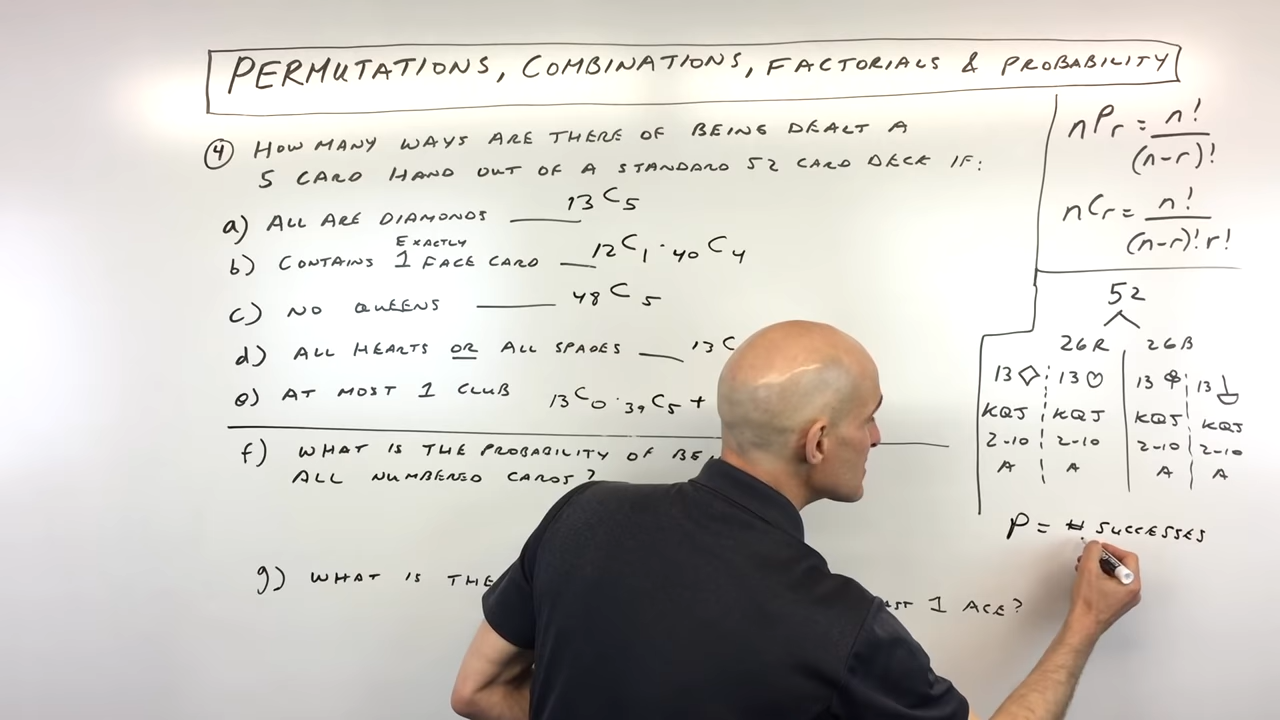 PERMUTATIONS, COMBINATIONS, FACTORIALS & PROBABILITY
④ HOW MANY WAYS ARE THERE OF BEING DEALT A
5 CARD HAND OUT OF A STANDARD 52 CARD DECK IF:
a) ALL ARE DIAMONDS 13C5
EXACTLY
b) CONTAINS 1 FACE CARD 12C1 · 40C4
c) NO QUEENS 48C5
d) ALL HEARTS OR ALL SPADES 13C
e) AT MOST 1 CLUB 13C0 · 39C5 +
f) WHAT IS THE PROBABILITY OF
ALL NUMBERED CARDS?
g) WHAT IS THE
1 ACE?
nPr = n!
(n-r)!
nCr = n!
(n-r)! r!
52
26R 26B
13 ♢ 13 ♡ 13 ♣ 13
KQJ KQJ KQJ KQJ
2-10 2-10 2-10 2-10
A A A A
P = # SUCCESSES